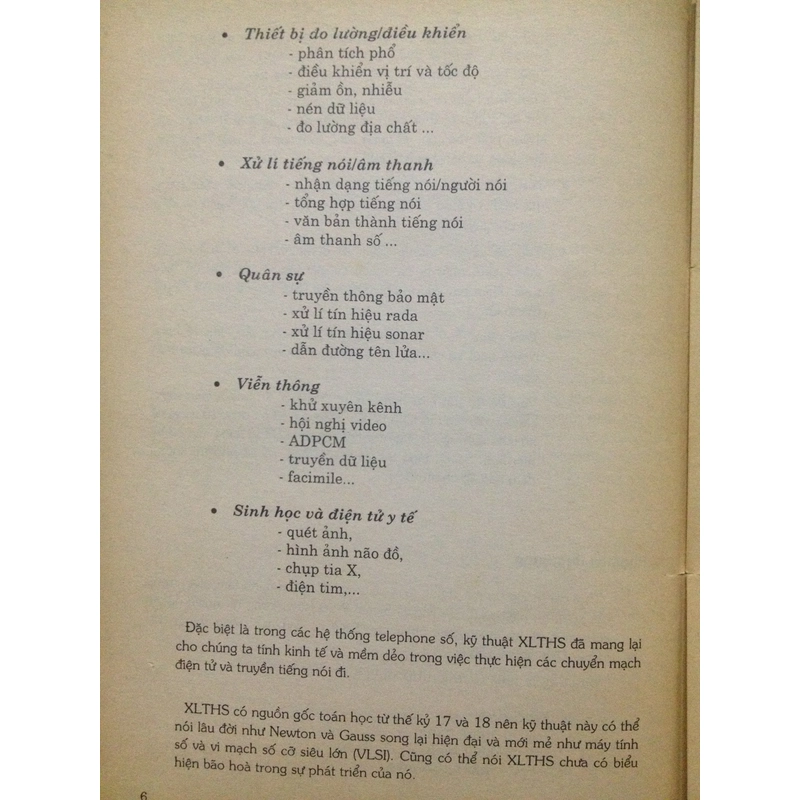 • Thiết bị do lường/điều khiển
- phân tích phổ
- điều khiển vị trí và tốc độ
- giảm ồn, nhiễu
- nén dữ liệu
- đo lường địa chất ...
• Xử lí tiếng nói/âm thanh
- nhận dạng tiếng nói/người nói
- tổng hợp tiếng nói
- văn bản thành tiếng nói
- âm thanh số ...
• Quân sự
- truyền thông bảo mật
- xử lí tín hiệu rada
- xử lí tín hiệu sonar
- dẫn đường tên lửa...
• Viễn thông
- khử xuyên kênh
- hội nghị video
- ADPCM
- truyền dữ liệu
- facimile...
• Sinh học và điện tử y tế
- quét ảnh,
- hình ảnh não đồ,
- chụp tia X,
- điện tim,...
Đặc biệt là trong các hệ thống telephone số, kỹ thuật XLTHS đã mang lại
cho chúng ta tính kinh tế và mềm dẻo trong việc thực hiện các chuyển mạch
điện tử và truyền tiếng nói đi.
XLTHS có nguồn gốc toán học từ thế kỷ 17 và 18 nên kỹ thuật này có thể
nói lâu đời như Newton và Gauss song lại hiện đại và mới mẻ như máy tính
số và vi mạch số cỡ siêu lớn (VLSI). Cũng có thể nói XLTHS chưa có biểu
hiện bão hoà trong sự phát triển của nó.
6